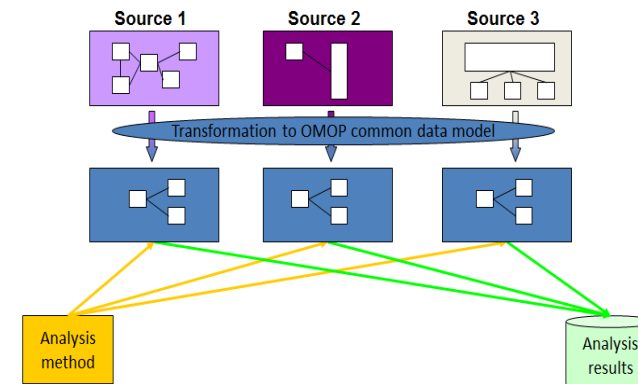 Source 1
Source 2
Source 3
Transformation to OMOP common data model
Analysis
method
Analysis
results